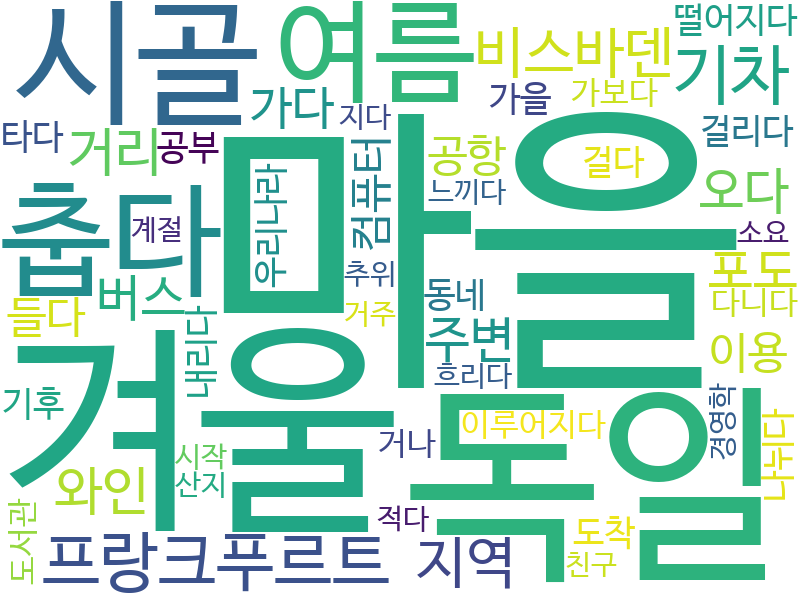 시골
여름
비스바덴
떨어지다
기차
가다
지다
가을
가보다
타다
거리
공부
마을
컴퓨터
공항
걸다
걸리다
춥다
계절
우리나라
느끼다
오다
소요
버스
추위
동네
포도
들다
내리다
거주
주변
다니다
이용
겨울
흐리다
기후
독일
경영학
나누다
시작
거나
이루어지다
와인
산지
적다
도서관
프랑크푸르트
지역
도착
친구